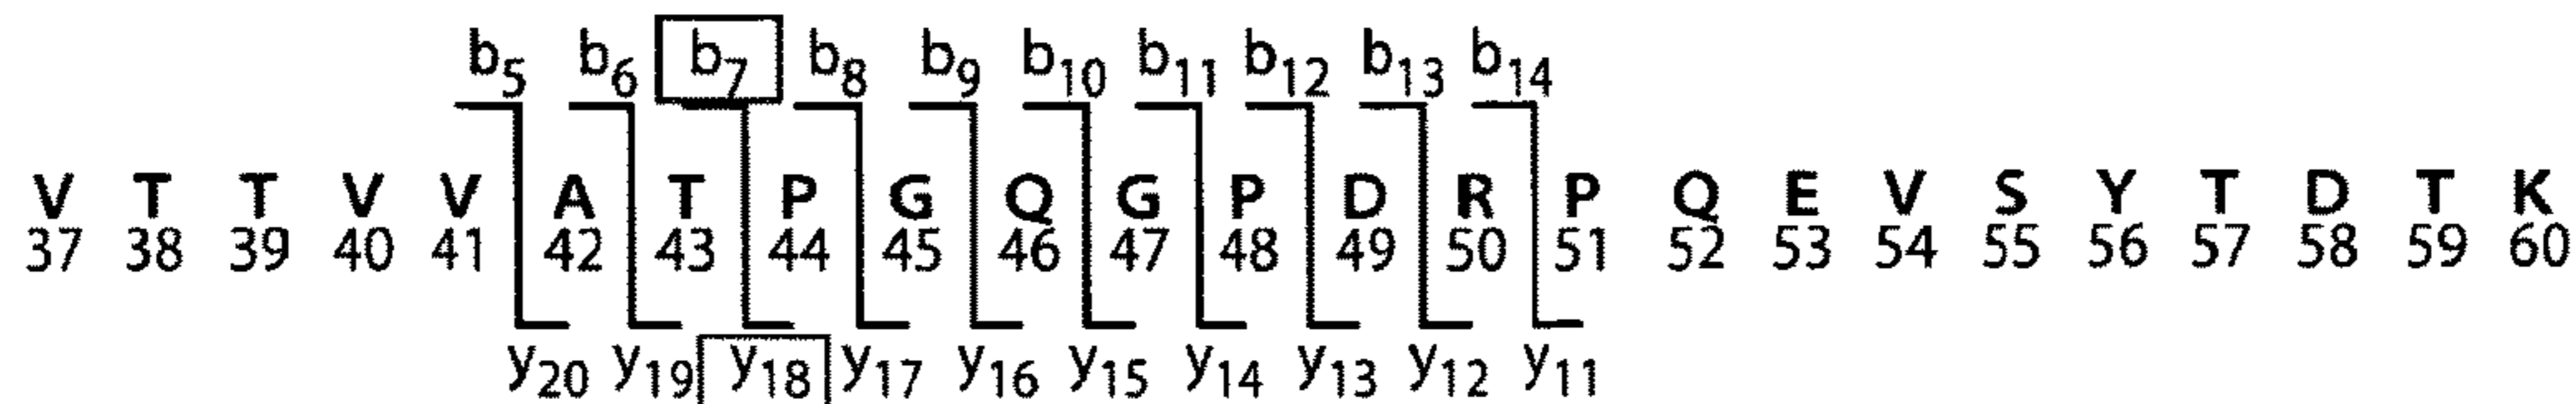 b5 b6 b7 b8 b9 b10 b11 b12 b13 b14
V T T V V A T P G Q G P D R P Q E V S Y T D T K
37 38 39 40 41 42 43 44 45 46 47 48 49 50 51 52 53 54 55 56 57 58 59 60
y20 y19 y18 y17 y16 y15 y14 y13 y12 y11